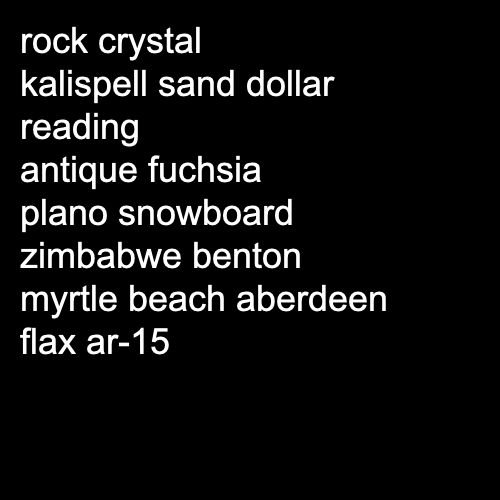 rock crystal
kalispell sand dollar
reading
antique fuchsia
plano snowboard
zimbabwe benton
myrtle beach aberdeen
flax ar-15